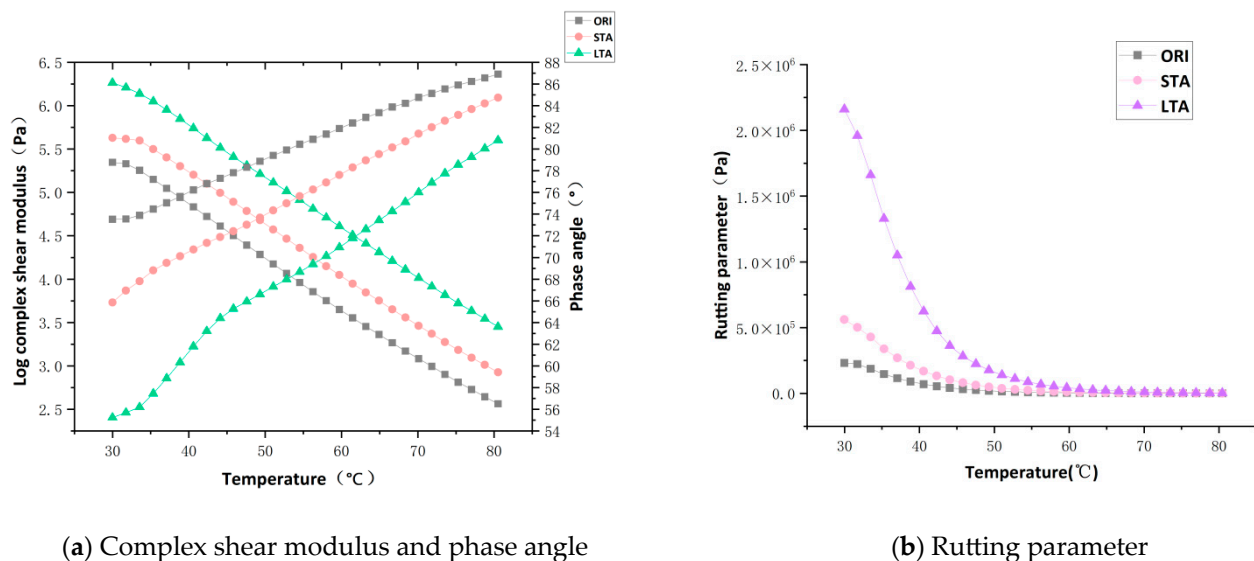 ORI
STA
LTA
6.5
6.0
5.5
5.0
4.5
4.0
3.5
3.0
2.5
Log complex shear modulus（Pa）
88
86
84
82
80
78
76
74
72
70
68
66
64
62
60
58
56
54
Phase angle（°）
30 40 50 60 70 80
Temperature（℃）
(a) Complex shear modulus and phase angle
ORI
STA
LTA
2.5×10⁶
2.0×10⁶
1.5×10⁶
1.0×10⁶
5.0×10⁵
0.0
Rutting parameter（Pa）
30 40 50 60 70 80
Temperature(℃)
(b) Rutting parameter